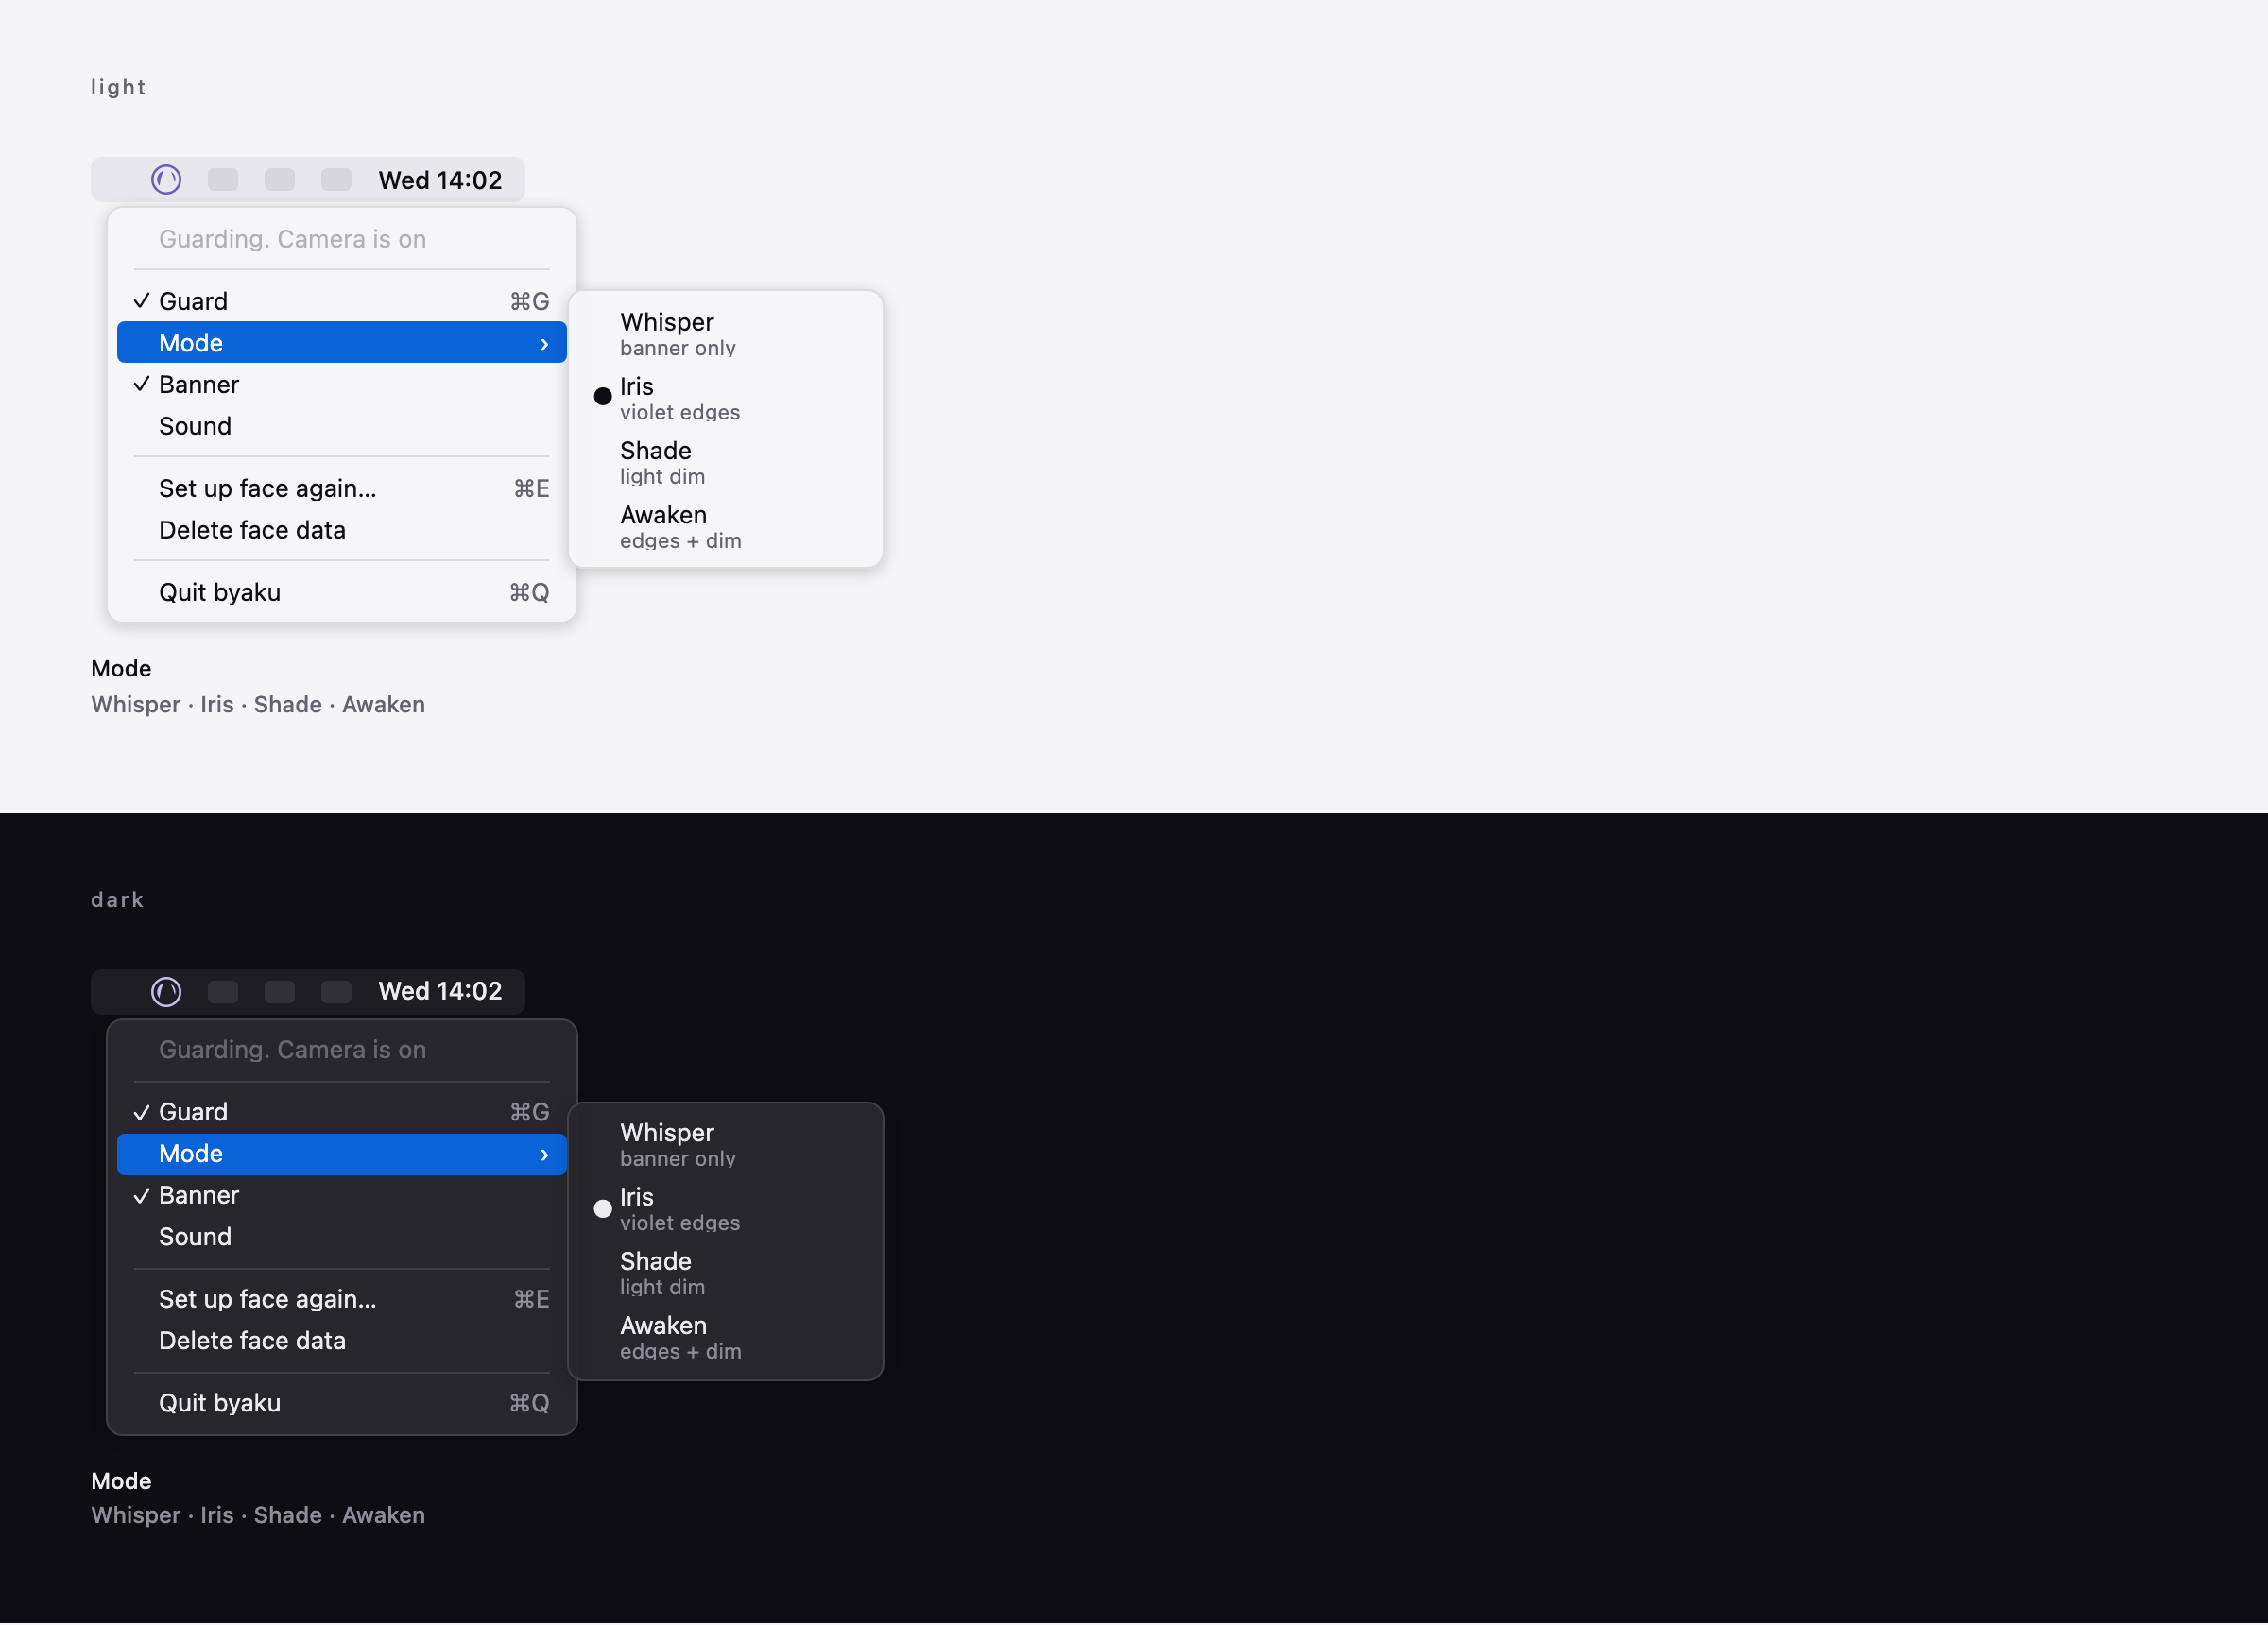 light
Wed 14:02
Guarding. Camera is on
✓ Guard ⌘G
Mode ›
✓ Banner
Sound
Set up face again... ⌘E
Delete face data
Quit byaku ⌘Q
Whisper
banner only
Iris
violet edges
Shade
light dim
Awaken
edges + dim
Mode
Whisper · Iris · Shade · Awaken
dark
Wed 14:02
Guarding. Camera is on
✓ Guard ⌘G
Mode ›
✓ Banner
Sound
Set up face again... ⌘E
Delete face data
Quit byaku ⌘Q
Whisper
banner only
Iris
violet edges
Shade
light dim
Awaken
edges + dim
Mode
Whisper · Iris · Shade · Awaken